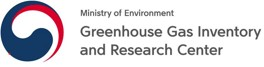 Ministry of Environment
Greenhouse Gas Inventory
and Research Center